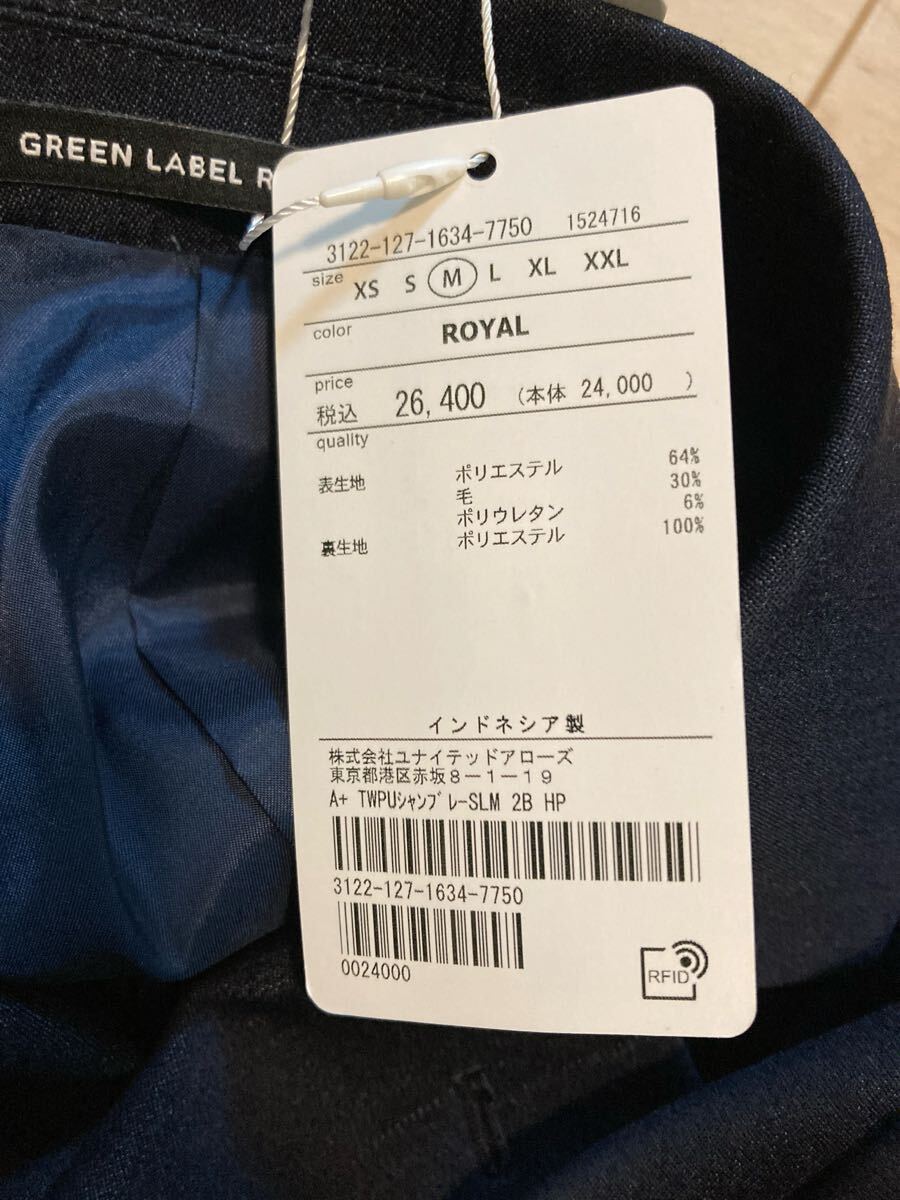 GREEN LABEL R
3122-127-1634-7750 1524716
size XS S M L XL XXL
color ROYAL
price
税込 26,400 (本体 24,000 )
quality
表生地 ポリエステル 64%
毛 30%
ポリウレタン 6%
裏生地 ポリエステル 100%
インドネシア製
株式会社ユナイテッドアローズ
東京都港区赤坂8－1－19
A+ TWPUシャンブレーSLM 2B HP
3122-127-1634-7750
0024000
RFID